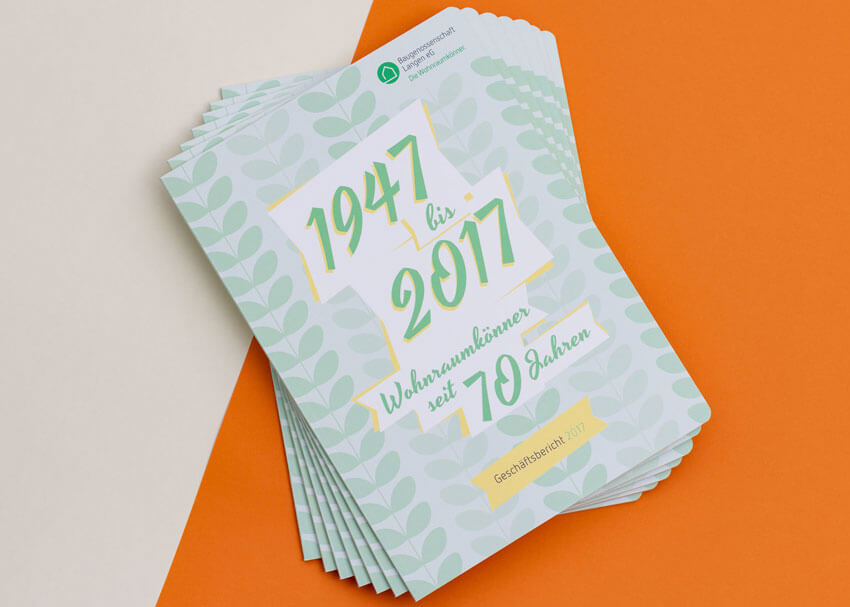 Baugenossenschaft
Langen eG
Die Wohnraumkönner.
1947
bis
2017
Wohnraumkönner
seit 70 Jahren
Geschäftsbericht 2017